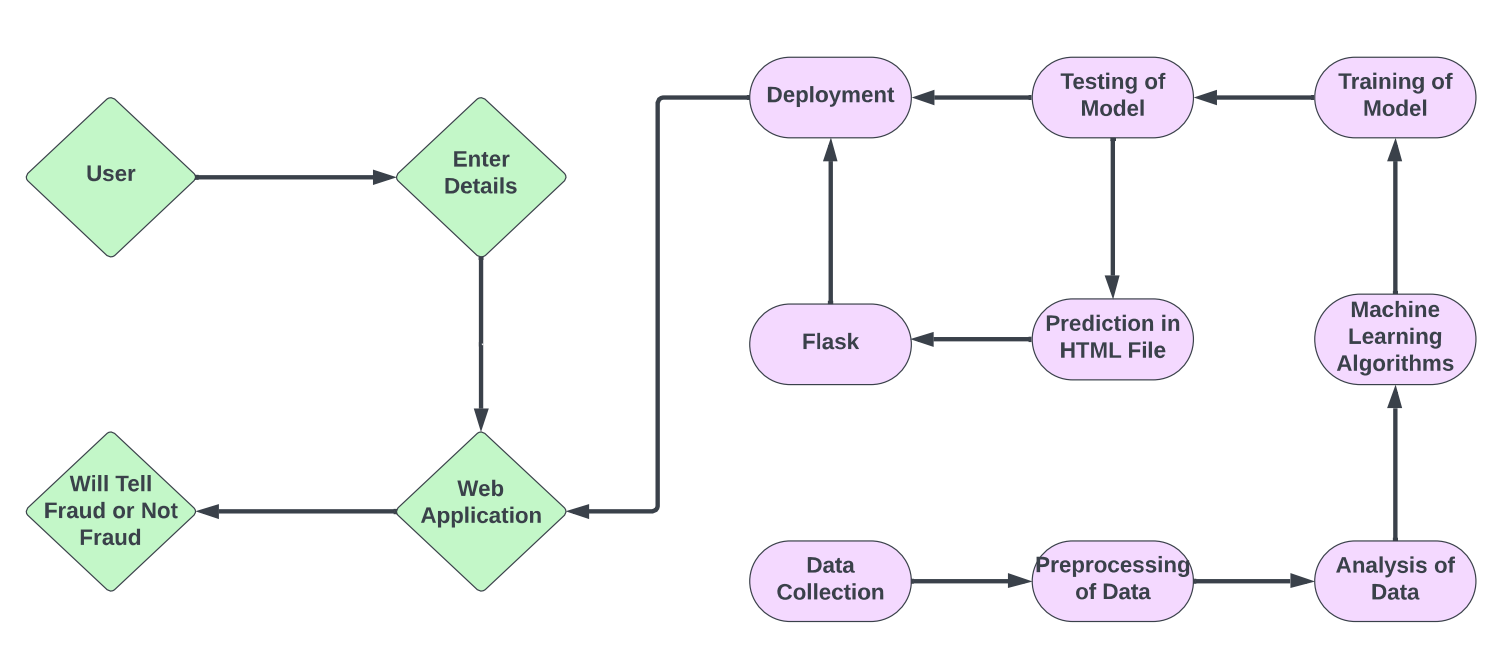 User
Enter
Details
Web
Application
Will Tell
Fraud or Not
Fraud
Deployment
Testing of
Model
Training of
Model
Flask
Prediction in
HTML File
Machine
Learning
Algorithms
Data
Collection
Preprocessing
of Data
Analysis of
Data